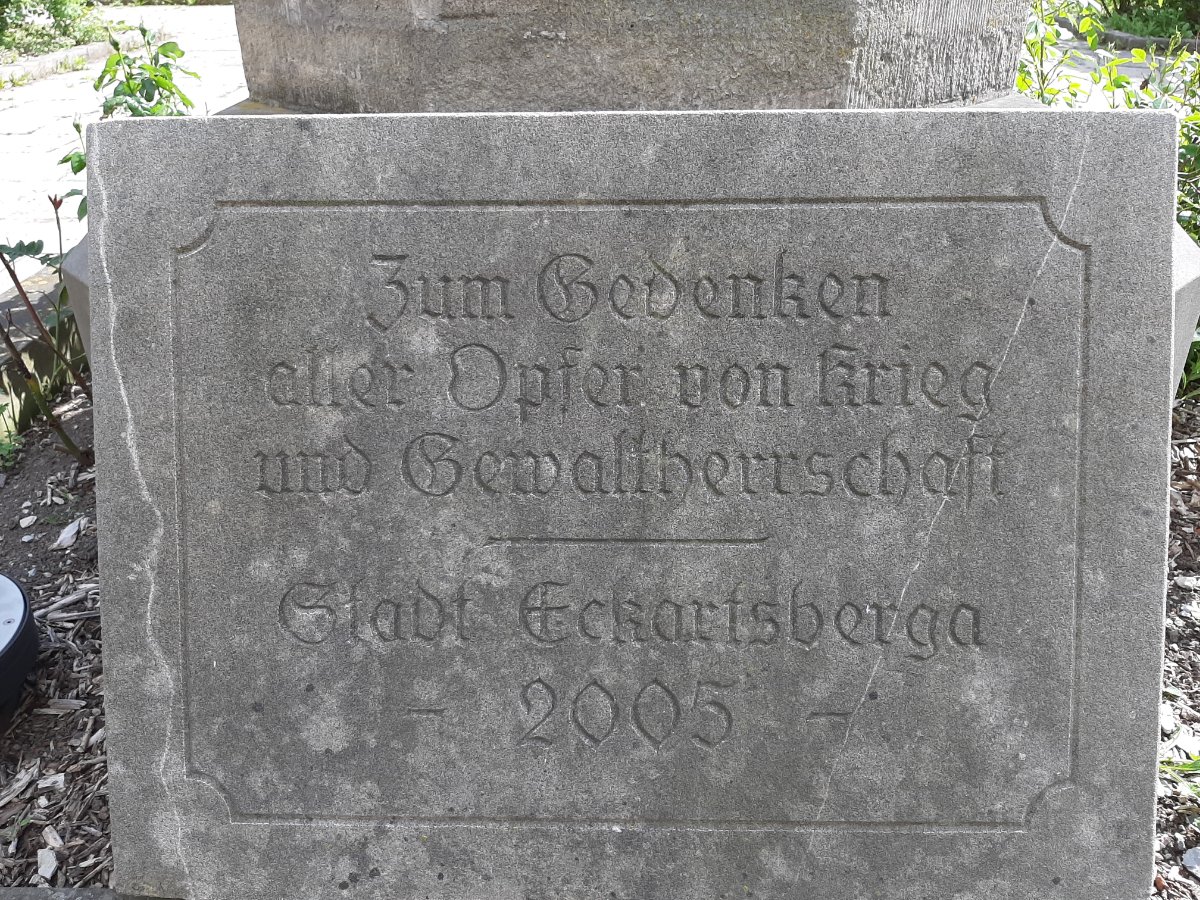 Zum Gedenken
aller Opfer von Krieg
und Gewaltherrschaft
Stadt Eckartsberga
- 2005 -